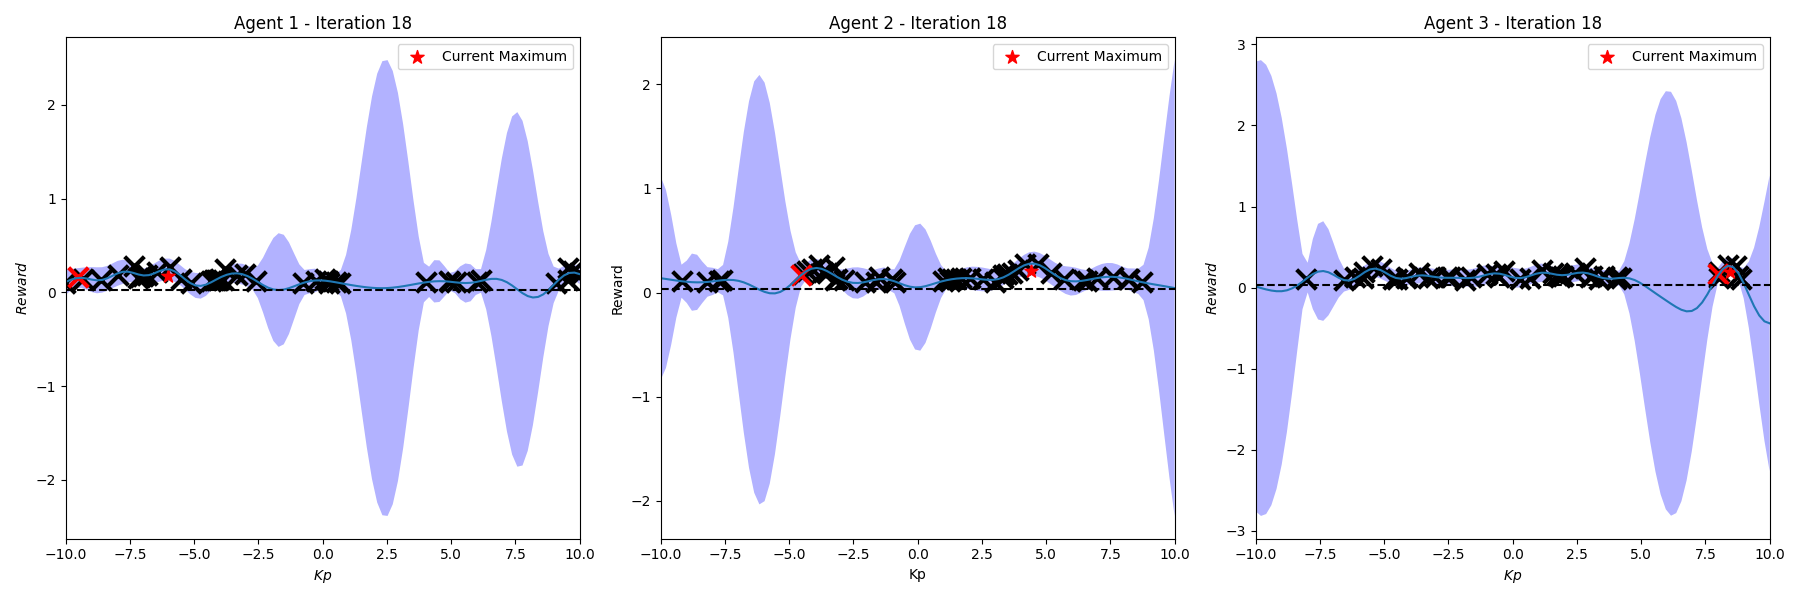 Agent 1 - Iteration 18
Current Maximum
2
1
0
−1
−2
Reward
−10.0 −7.5 −5.0 −2.5 0.0 2.5 5.0 7.5 10.0
Kp
Agent 2 - Iteration 18
Current Maximum
2
1
0
−1
−2
Reward
−10.0 −7.5 −5.0 −2.5 0.0 2.5 5.0 7.5 10.0
Kp
Agent 3 - Iteration 18
Current Maximum
3
2
1
0
−1
−2
−3
Reward
−10.0 −7.5 −5.0 −2.5 0.0 2.5 5.0 7.5 10.0
Kp